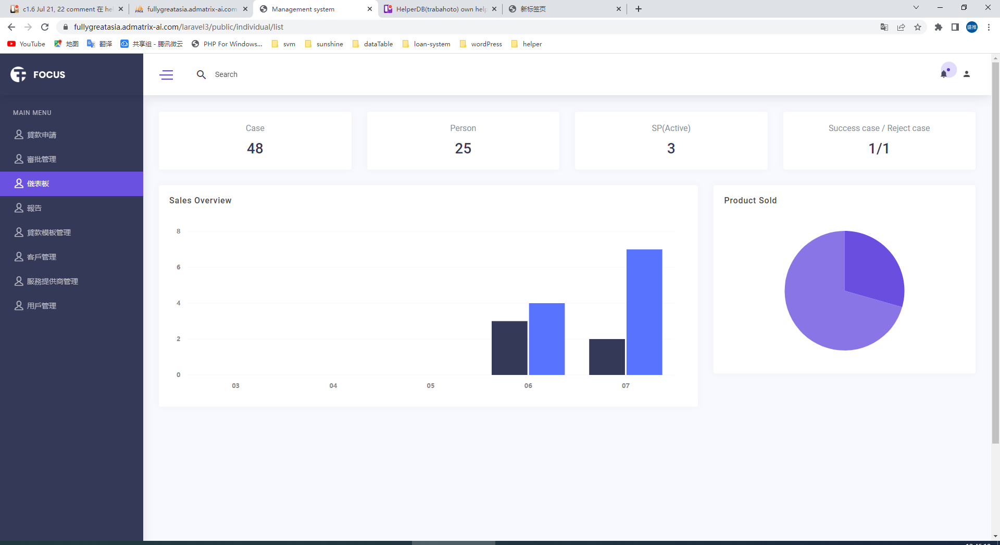 c1.6 Jul 21, 22 comment 在 hel
fullygreatasia.admatrix-ai.com
Management system
HelperDB(trabahoto) own help
新标签页
fullygreatasia.admatrix-ai.com/laravel3/public/individual/list
盛推
YouTube
地图
翻译
共享组 - 腾讯微云
PHP For Windows...
svm
sunshine
dataTable
loan-system
wordPress
helper
FOCUS
Search
MAIN MENU
貸款申請
審批管理
儀表板
報告
貸款模板管理
客戶管理
服務提供商管理
用戶管理
Case
48
Person
25
SP(Active)
3
Success case / Reject case
1/1
Sales Overview
8
6
4
2
0
03
04
05
06
07
Product Sold